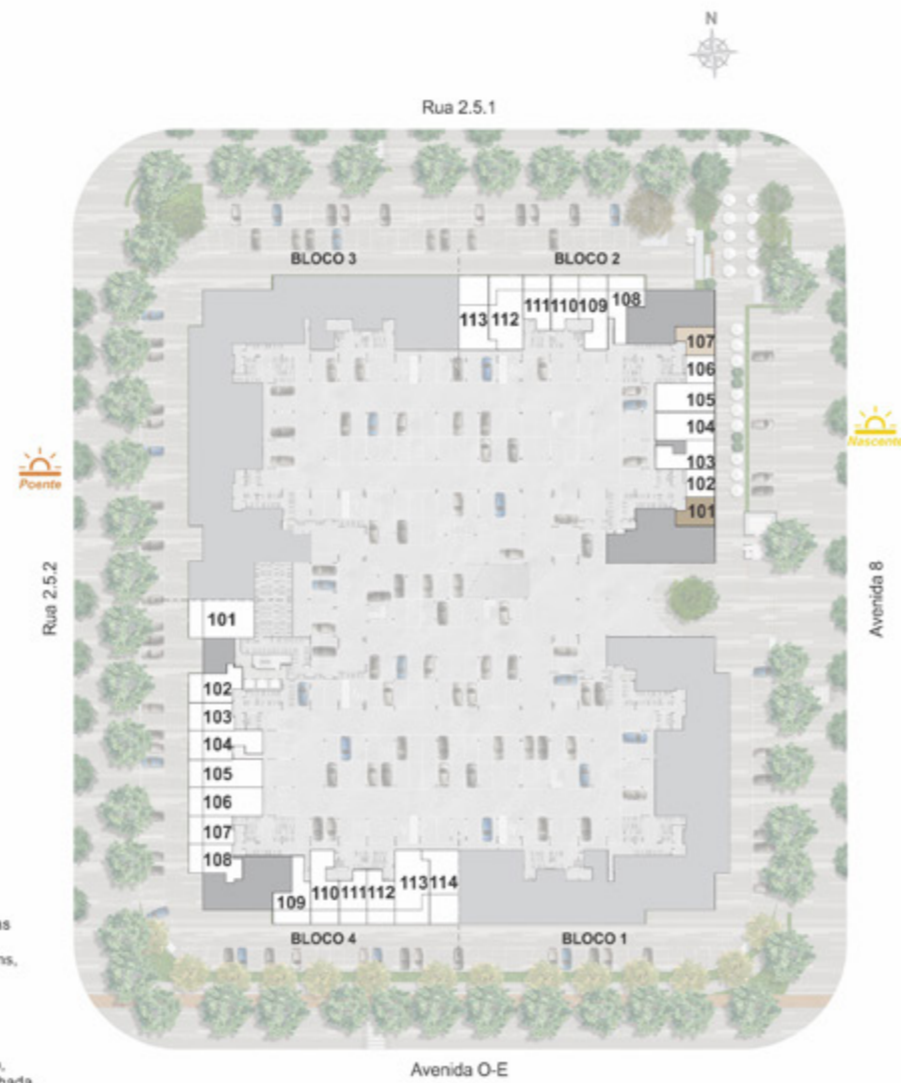 N
Rua 2.5.1
BLOCO 3
BLOCO 2
113
112
111
110
109
108
107
106
105
104
103
102
101
Poente
Nascente
Rua 2.5.2
Avenida 8
101
102
103
104
105
106
107
108
109
110
111
112
113
114
BLOCO 4
BLOCO 1
Avenida O-E